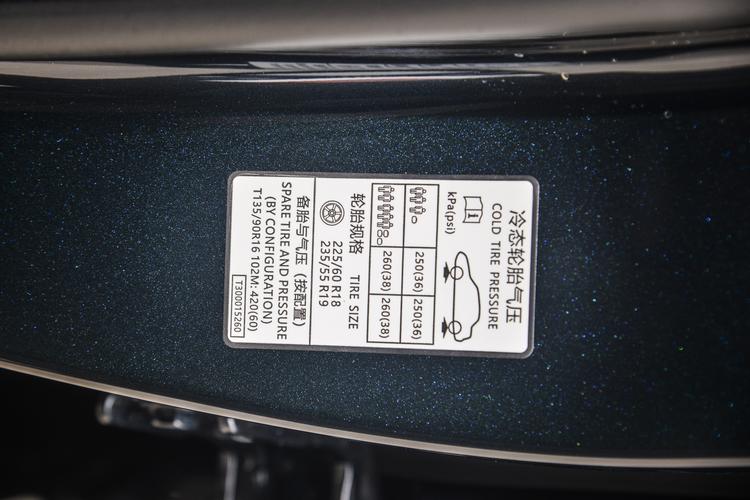 冷态轮胎气压
COLD TIRE PRESSURE
kPa(psi)
250(36) 250(36)
260(38) 260(38)
轮胎规格 TIRE SIZE
225/60 R18
235/55 R19
备胎与气压（按配置）
SPARE TIRE AND PRESSURE
(BY CONFIGURATION)
T135/90R16 102M: 420(60)
T300015260